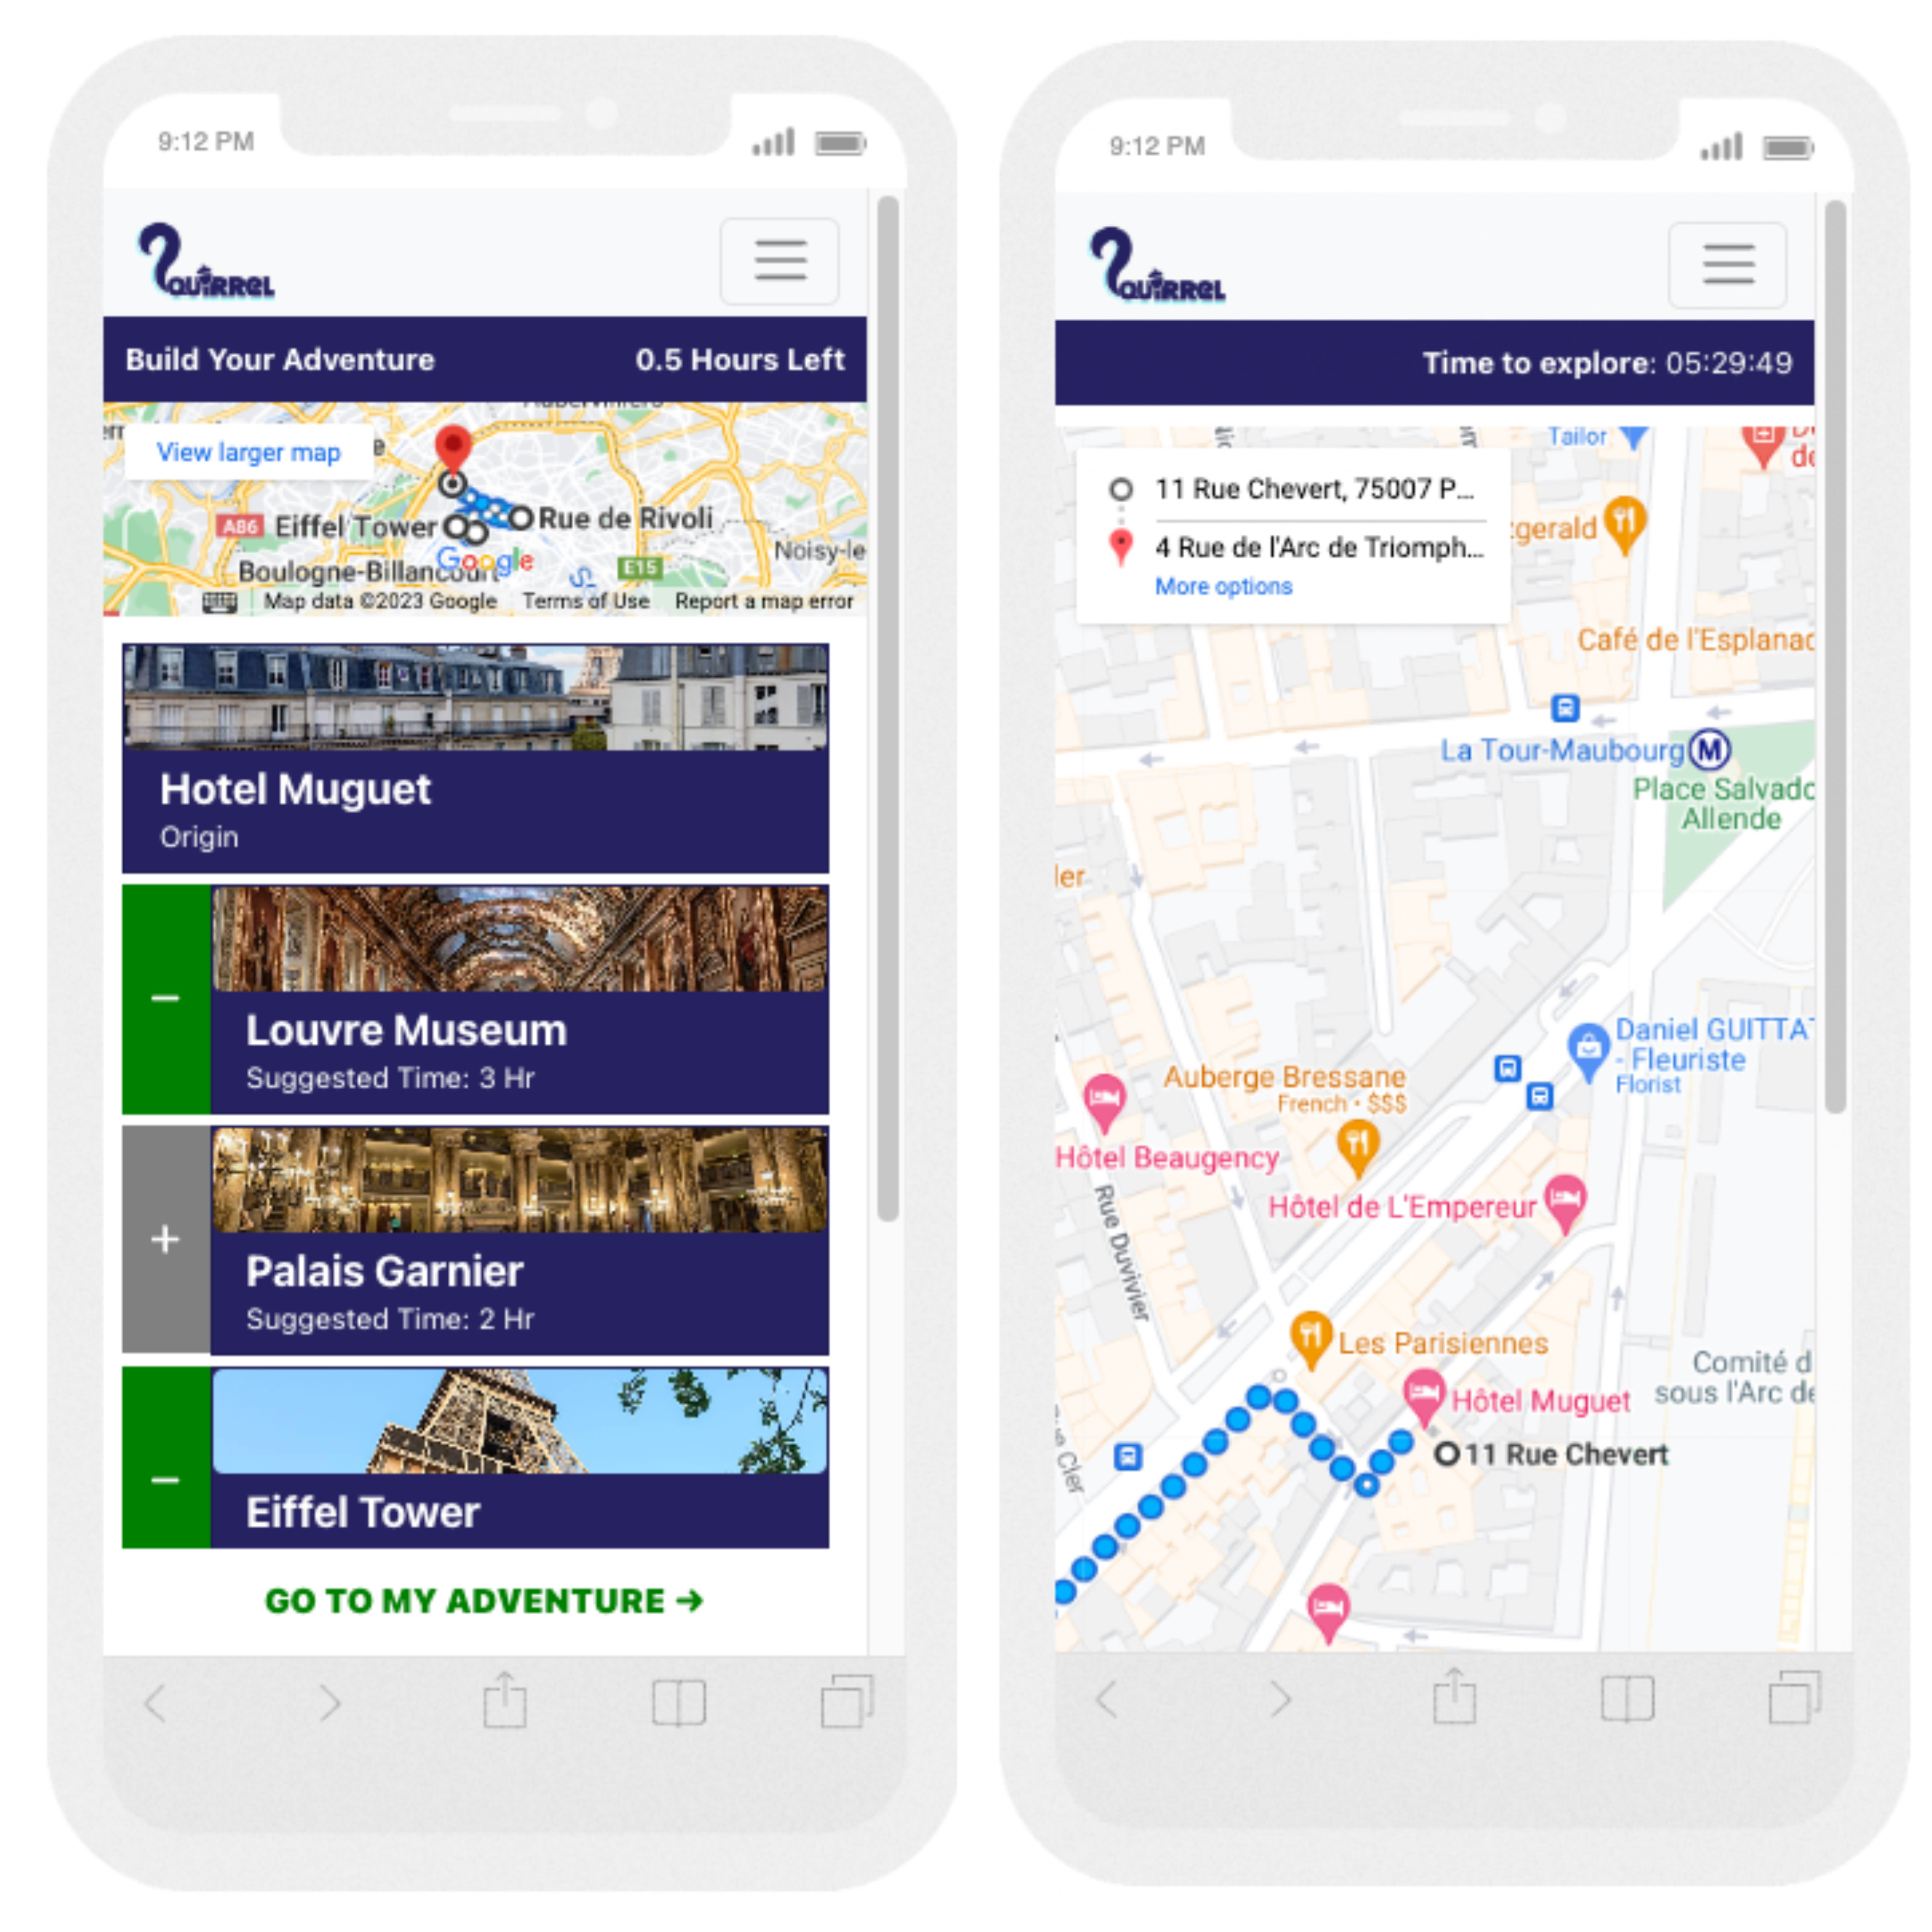 9:12 PM
QUIRREL
Build Your Adventure
0.5 Hours Left
View larger map
A86
Eiffel Tower
Rue de Rivoli
Google
Noisy-le
Boulogne-Billancourt
E15
Map data ©2023 Google
Terms of Use
Report a map error
Hotel Muguet
Origin
−
Louvre Museum
Suggested Time: 3 Hr
+
Palais Garnier
Suggested Time: 2 Hr
−
Eiffel Tower
GO TO MY ADVENTURE →
9:12 PM
QUIRREL
Time to explore: 05:29:49
Tailor
11 Rue Chevert, 75007 P...
4 Rue de l'Arc de Triomph...
More options
zgerald
Café de l'Esplanad
La Tour-Maubourg
M
Place Salvado
Allende
ler
Daniel GUITTAT
- Fleuriste
Florist
Auberge Bressane
French • $$$
Hôtel Beaugency
Hôtel de L'Empereur
Rue Duvivier
Les Parisiennes
Comité d
sous l'Arc de
Hôtel Muguet
11 Rue Chevert
ue Cler